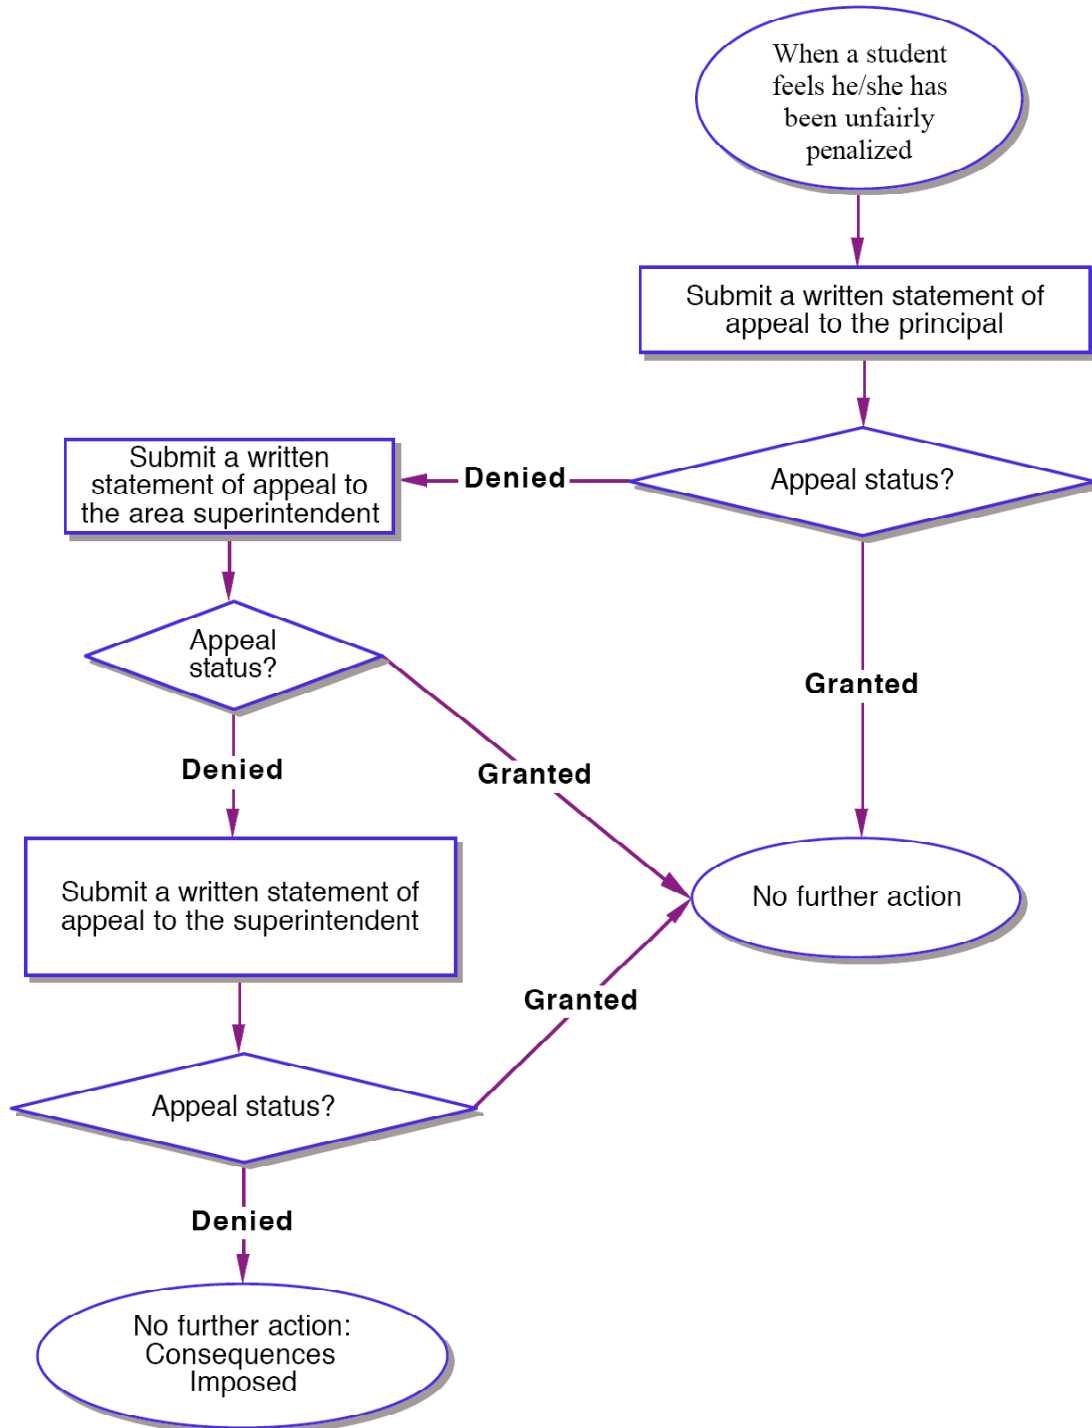 When a student
feels he/she has
been unfairly
penalized
Submit a written statement of
appeal to the principal
Appeal status?
Denied
Submit a written
statement of appeal to
the area superintendent
Appeal
status?
Granted
Denied
Granted
Submit a written statement of
appeal to the superintendent
No further action
Granted
Appeal status?
Denied
No further action:
Consequences
Imposed